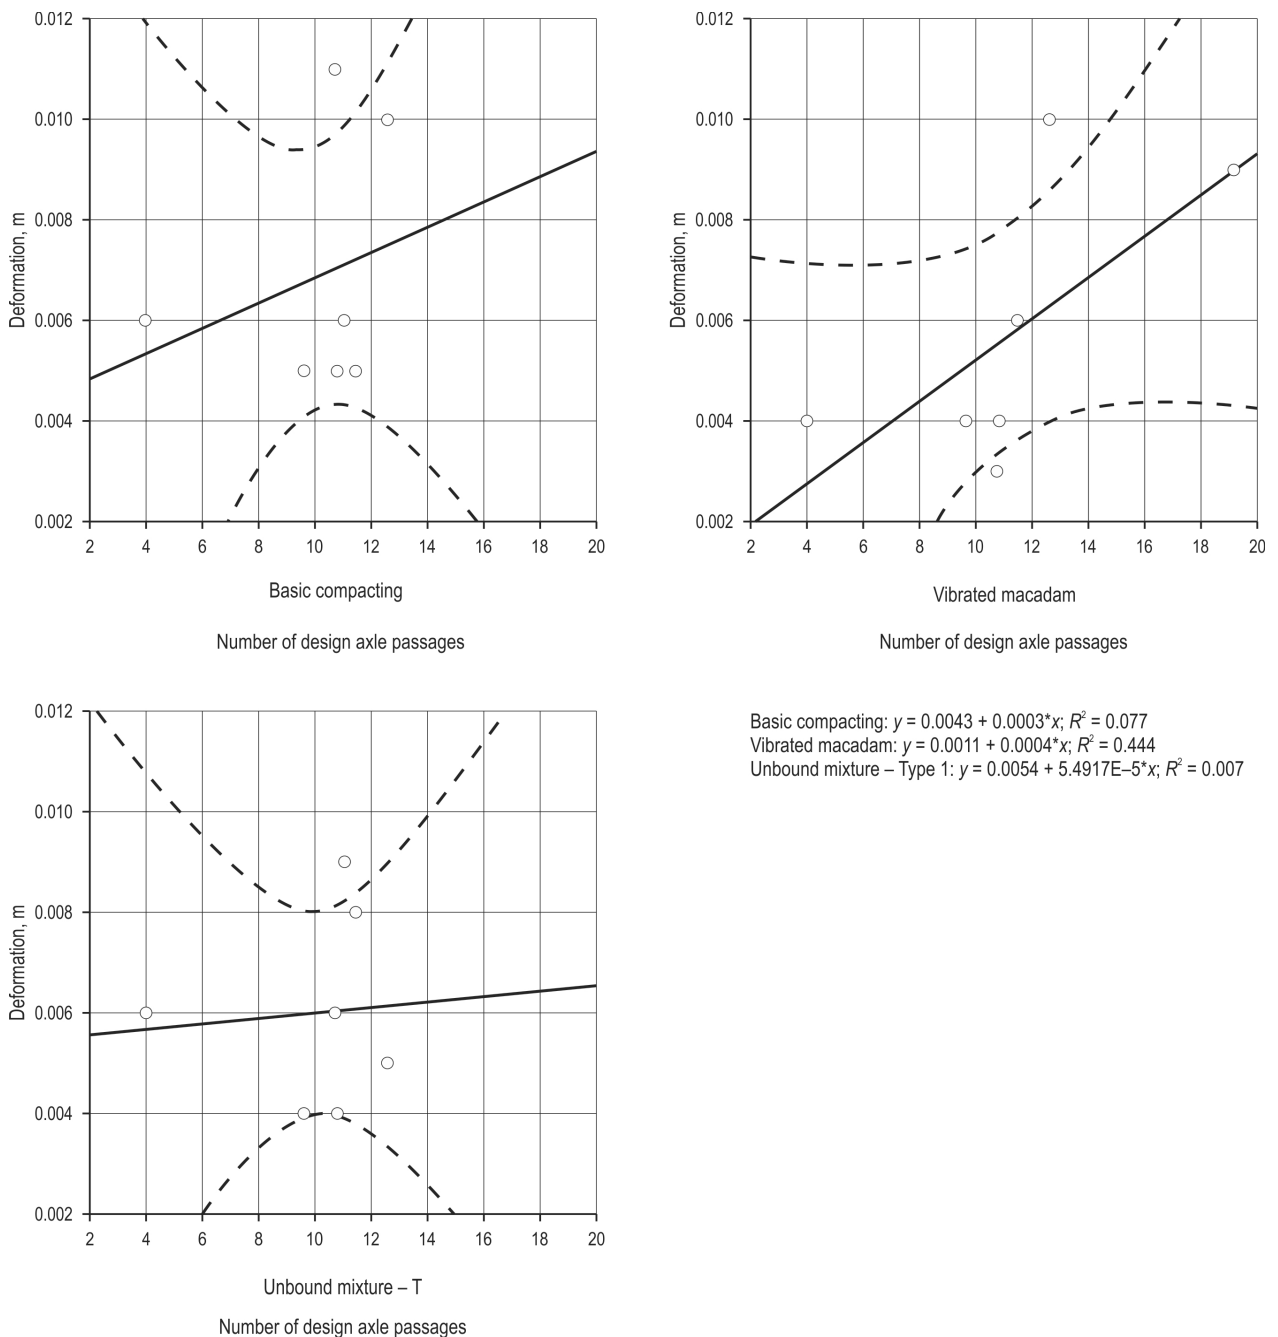 0.012
0.010
0.008
0.006
0.004
0.002
Deformation, m
2 4 6 8 10 12 14 16 18 20
Basic compacting
Number of design axle passages
0.012
0.010
0.008
0.006
0.004
0.002
Deformation, m
2 4 6 8 10 12 14 16 18 20
Vibrated macadam
Number of design axle passages
0.012
0.010
0.008
0.006
0.004
0.002
Deformation, m
2 4 6 8 10 12 14 16 18 20
Unbound mixture – T
Number of design axle passages
Basic compacting: y = 0.0043 + 0.0003*x; R² = 0.077
Vibrated macadam: y = 0.0011 + 0.0004*x; R² = 0.444
Unbound mixture – Type 1: y = 0.0054 + 5.4917E–5*x; R² = 0.007